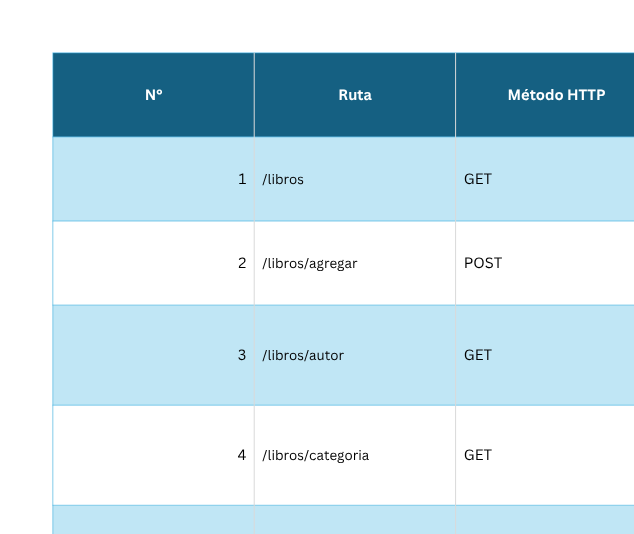 N° Ruta Método HTTP
1 /libros GET
2 /libros/agregar POST
3 /libros/autor GET
4 /libros/categoria GET